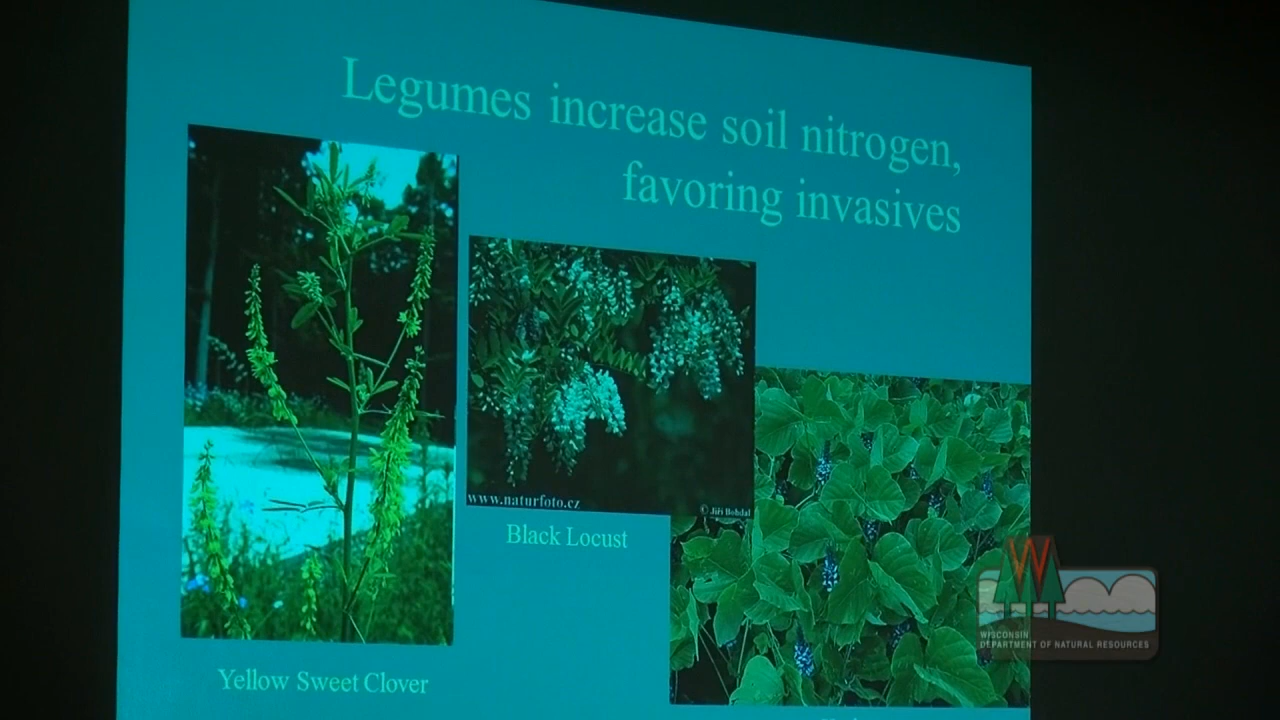 Legumes increase soil nitrogen,
favoring invasives
www.naturfoto.cz
© Jiří Bohdal
Black Locust
Yellow Sweet Clover
WISCONSIN
DEPARTMENT OF NATURAL RESOURCES